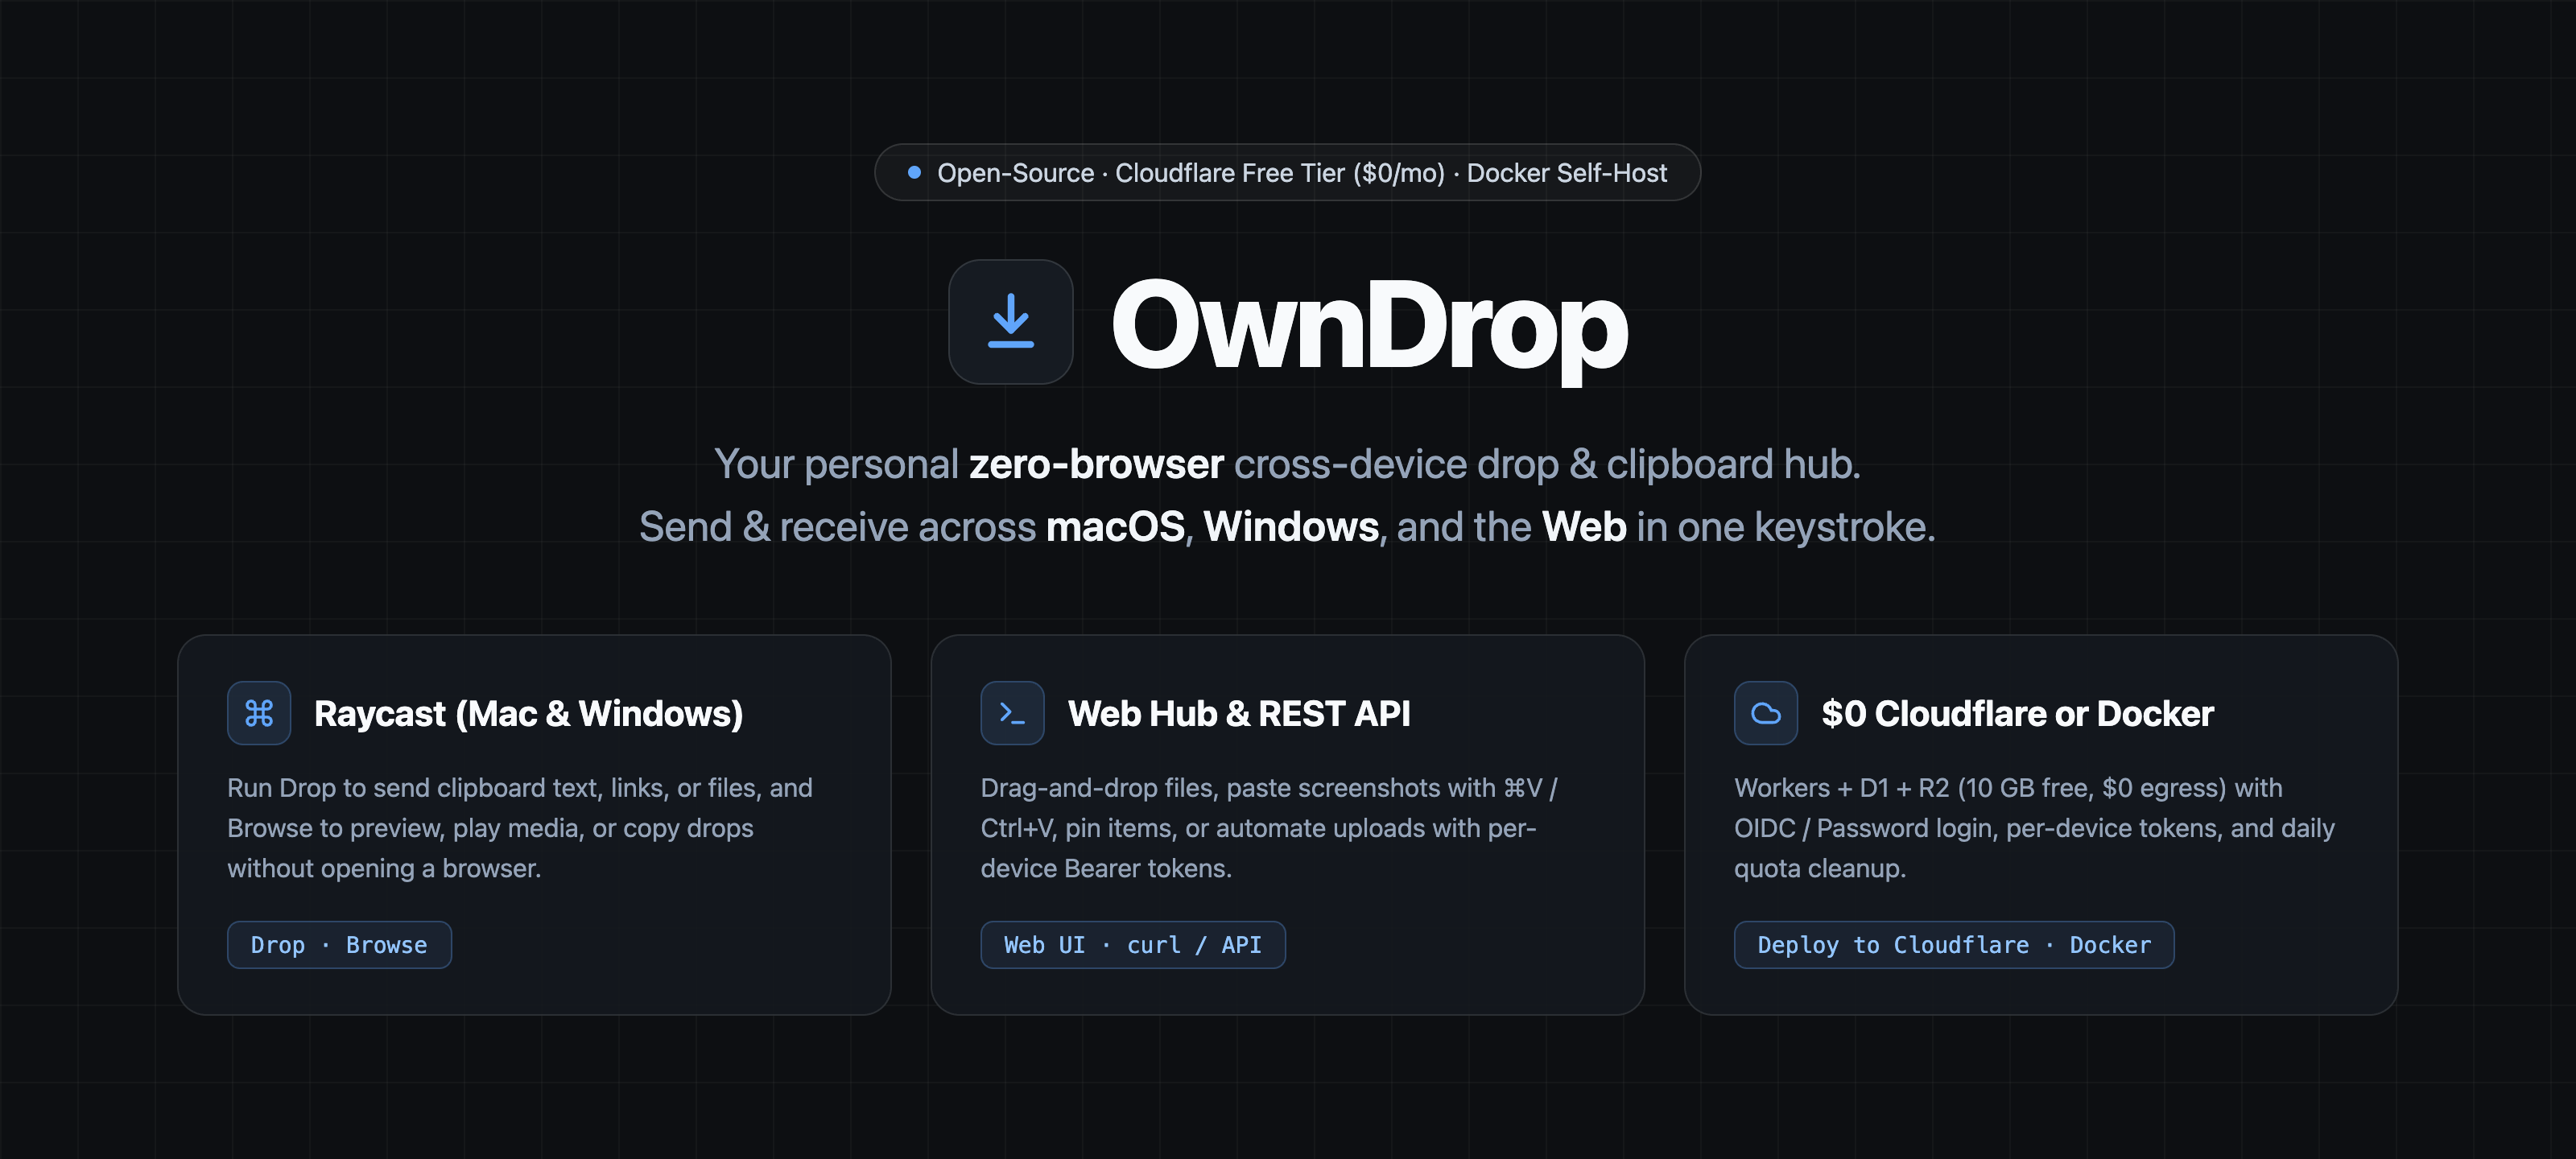 Open-Source · Cloudflare Free Tier ($0/mo) · Docker Self-Host
OwnDrop
Your personal zero-browser cross-device drop & clipboard hub.
Send & receive across macOS, Windows, and the Web in one keystroke.
Raycast (Mac & Windows)
Run Drop to send clipboard text, links, or files, and
Browse to preview, play media, or copy drops
without opening a browser.
Drop · Browse
Web Hub & REST API
Drag-and-drop files, paste screenshots with ⌘V /
Ctrl+V, pin items, or automate uploads with per-
device Bearer tokens.
Web UI · curl / API
$0 Cloudflare or Docker
Workers + D1 + R2 (10 GB free, $0 egress) with
OIDC / Password login, per-device tokens, and daily
quota cleanup.
Deploy to Cloudflare · Docker